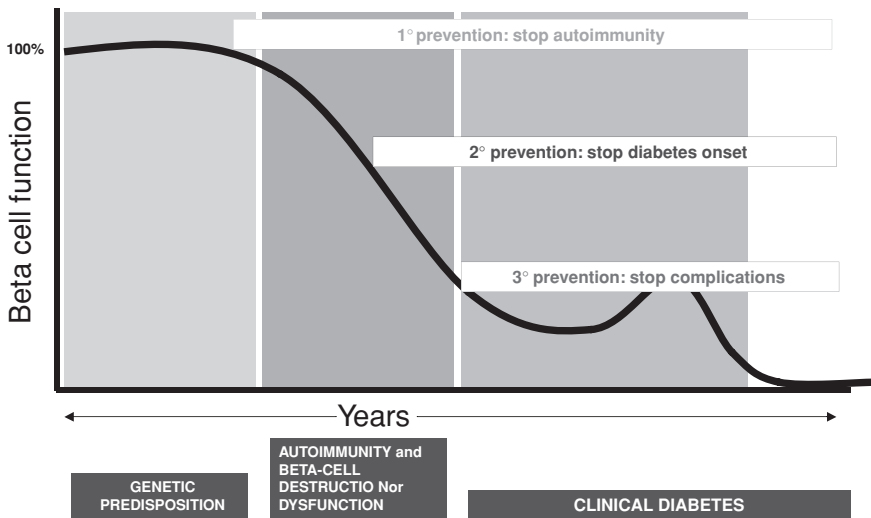 1° prevention: stop autoimmunity
100%
2° prevention: stop diabetes onset
Beta cell function
3° prevention: stop complications
Years
GENETIC
PREDISPOSITION
AUTOIMMUNITY and
BETA-CELL
DESTRUCTIO Nor
DYSFUNCTION
CLINICAL DIABETES